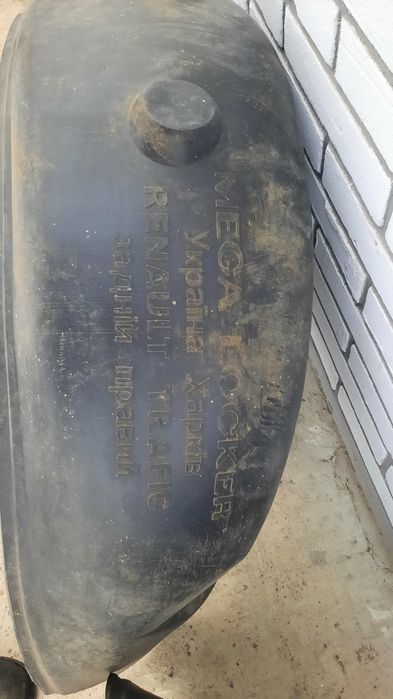 MEGA LOCKER
Україна Харків
RENAULT TRAFIC
задній правий